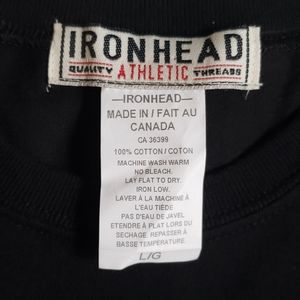 IRONHEAD
QUALITY ATHLETIC THREADS
—IRONHEAD—
MADE IN / FAIT AU
CANADA
CA 36399
100% COTTON / COTON
MACHINE WASH WARM
NO BLEACH.
LAY FLAT TO DRY.
IRON LOW.
LAVER À LA MACHINE À
L'EAU TIÈDE
PAS D'EAU DE JAVEL
ETENDRE À PLAT LORS DU
SECHAGE. REPASSER À
BASSE TEMPERATURE.
L/G